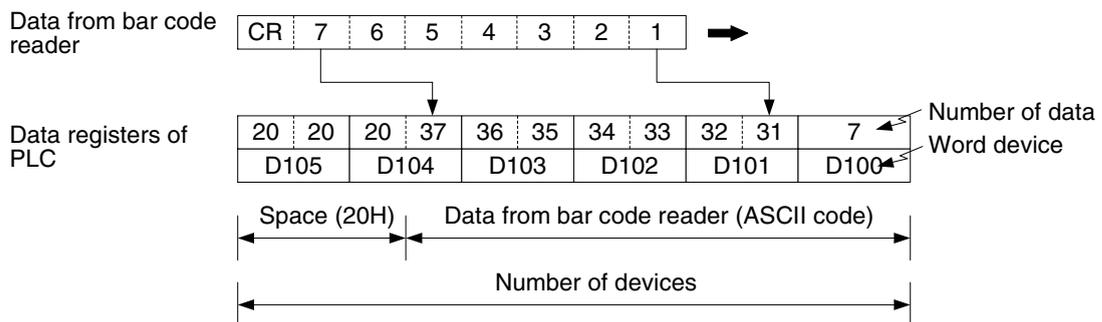 Data from bar code
reader
CR 7 6 5 4 3 2 1
Number of data
Data registers of
PLC
20 20 20 37 36 35 34 33 32 31 7
Word device
D105 D104 D103 D102 D101 D100
Space (20H) Data from bar code reader (ASCII code)
Number of devices